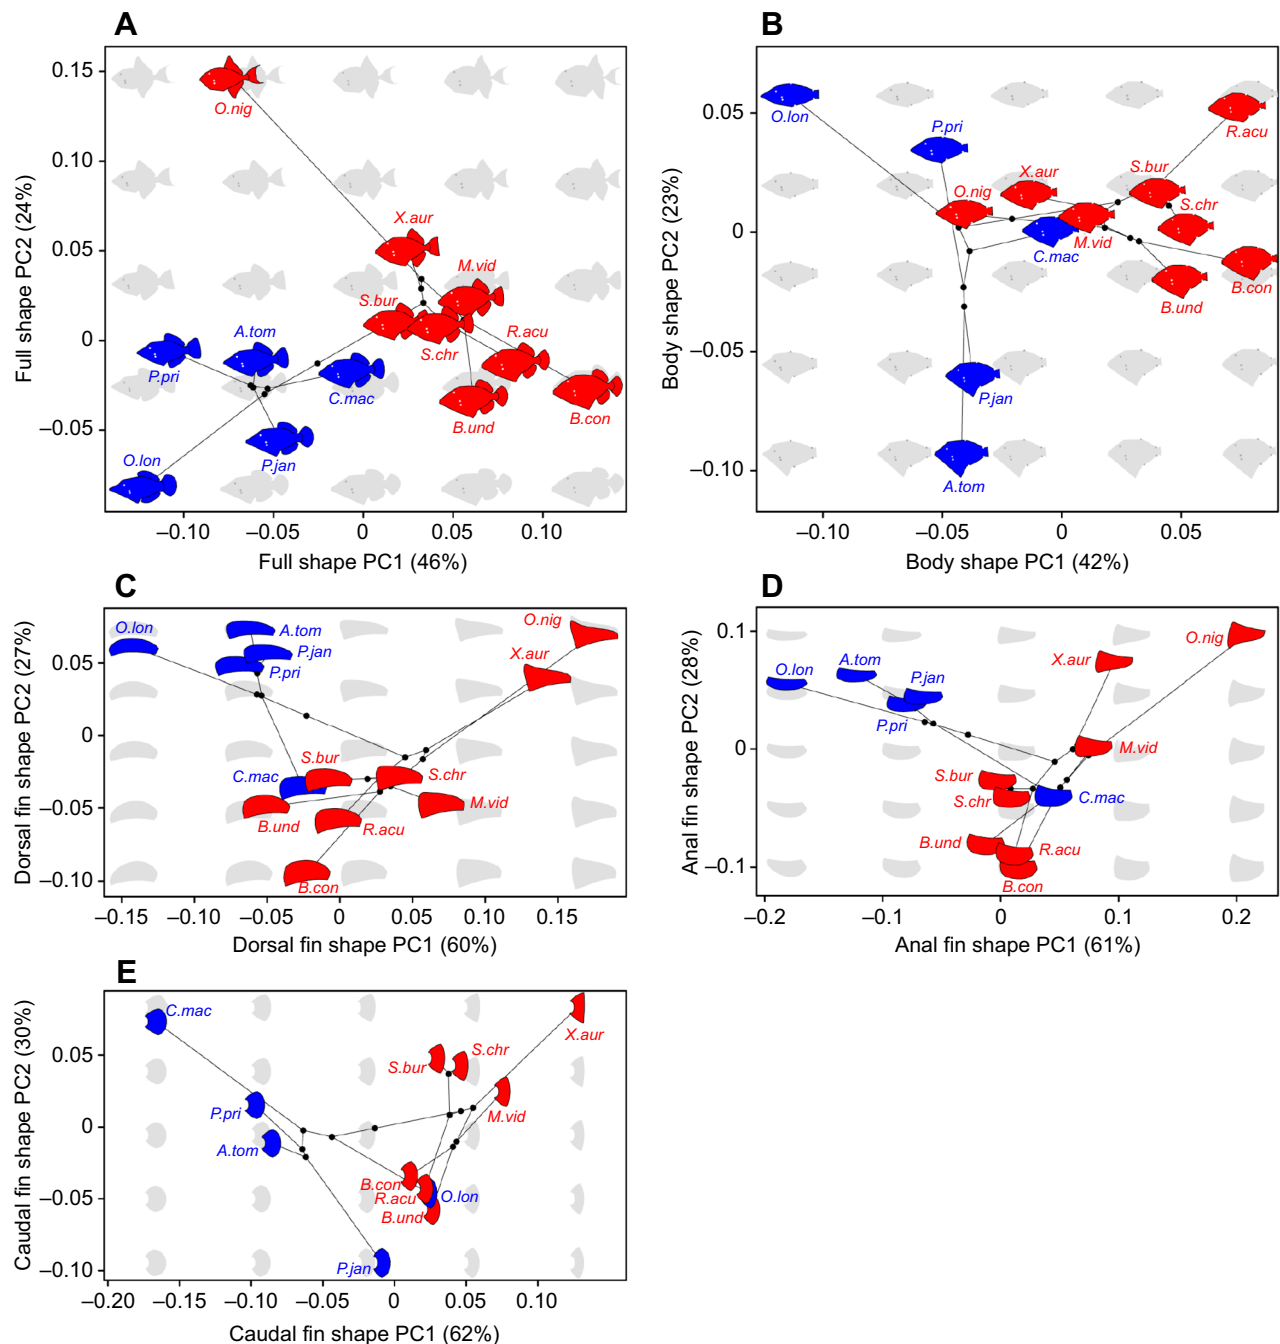 A
0.15
0.10
0.05
0
–0.05
Full shape PC2 (24%)
O.nig
X.aur
M.vid
S.bur
S.chr
R.acu
A.tom
P.pri
C.mac
B.und
B.con
P.jan
O.lon
–0.10
–0.05
0
0.05
0.10
Full shape PC1 (46%)
B
0.05
0
–0.05
–0.10
Body shape PC2 (23%)
O.lon
P.pri
R.acu
X.aur
S.bur
O.nig
S.chr
M.vid
C.mac
B.con
B.und
P.jan
A.tom
–0.10
–0.05
0
0.05
Body shape PC1 (42%)
C
0.05
0
–0.05
–0.10
Dorsal fin shape PC2 (27%)
O.lon
A.tom
P.jan
P.pri
O.nig
X.aur
S.bur
C.mac
S.chr
M.vid
B.und
R.acu
B.con
–0.15
–0.10
–0.05
0
0.05
0.10
0.15
Dorsal fin shape PC1 (60%)
D
0.1
0
–0.1
Anal fin shape PC2 (28%)
O.nig
X.aur
O.lon
A.tom
P.jan
P.pri
M.vid
S.bur
S.chr
C.mac
B.und
R.acu
B.con
–0.2
–0.1
0
0.1
0.2
Anal fin shape PC1 (61%)
E
0.05
0
–0.05
–0.10
Caudal fin shape PC2 (30%)
C.mac
X.aur
S.chr
S.bur
P.pri
M.vid
A.tom
B.con
R.acu
O.lon
B.und
P.jan
–0.20
–0.15
–0.10
–0.05
0
0.05
0.10
Caudal fin shape PC1 (62%)